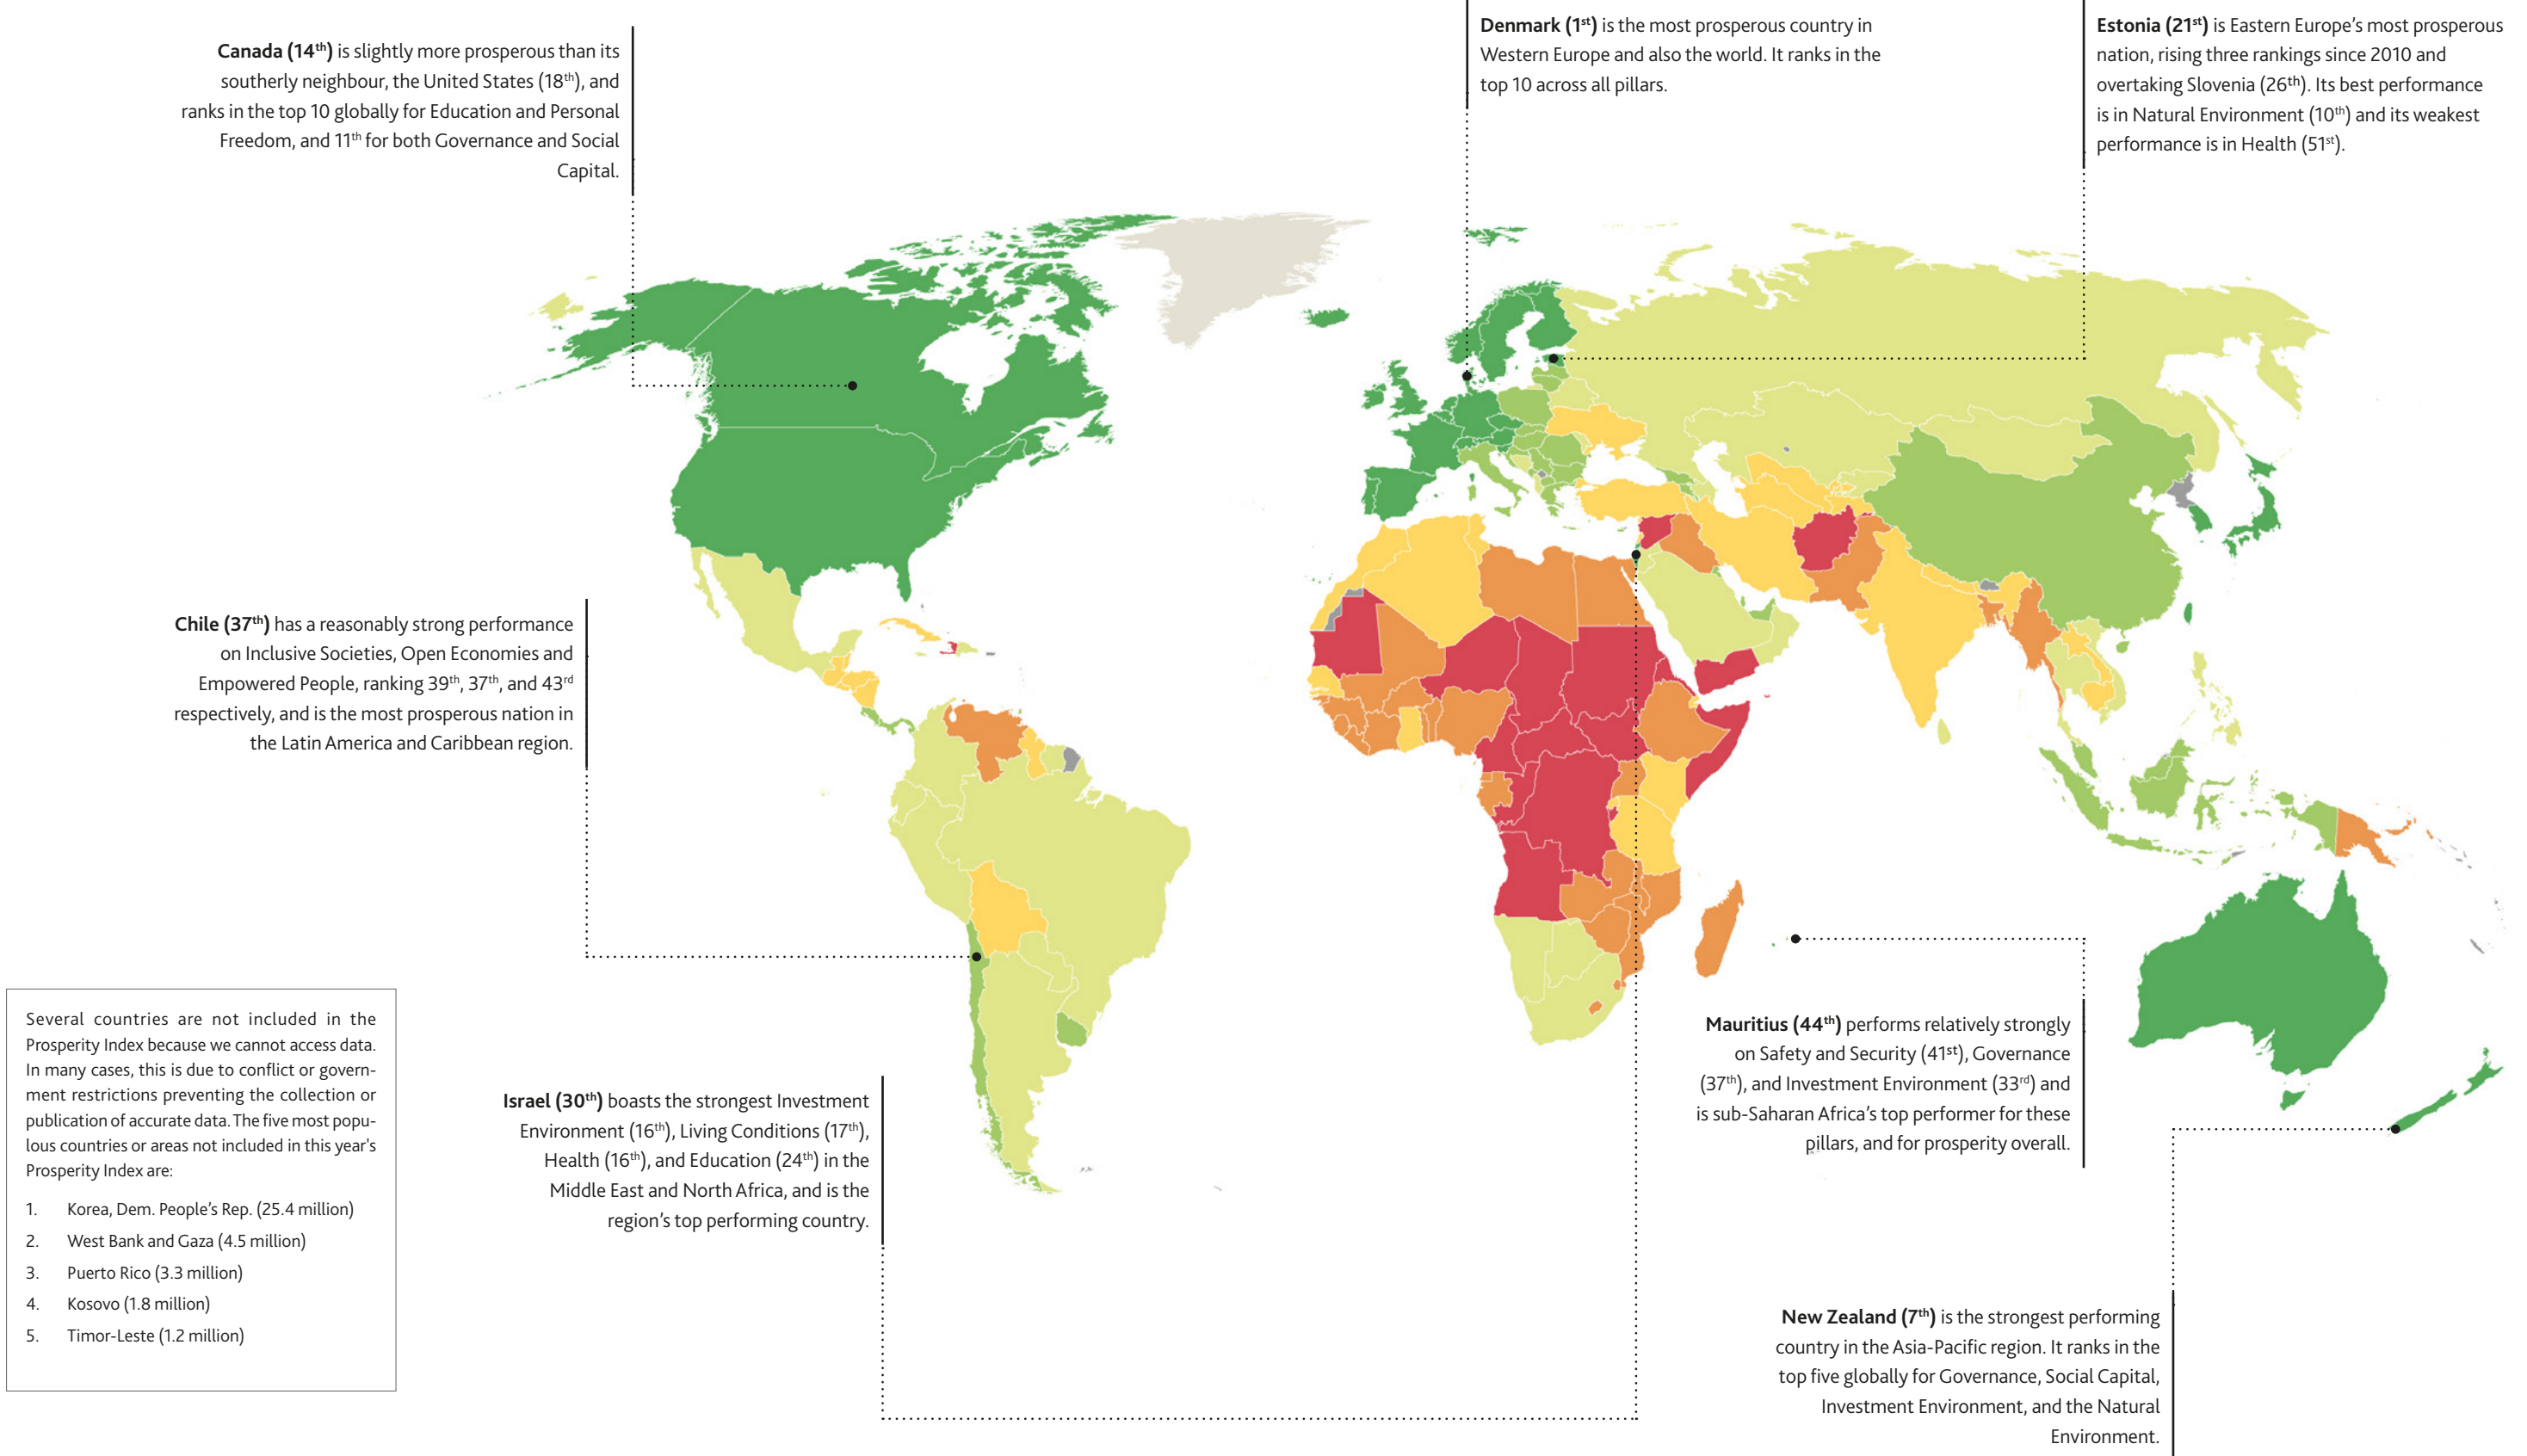 Canada (14th) is slightly more prosperous than its
southerly neighbour, the United States (18th), and
ranks in the top 10 globally for Education and Personal
Freedom, and 11th for both Governance and Social
Capital.
Denmark (1st) is the most prosperous country in
Western Europe and also the world. It ranks in the
top 10 across all pillars.
Estonia (21st) is Eastern Europe’s most prosperous
nation, rising three rankings since 2010 and
overtaking Slovenia (26th). Its best performance
is in Natural Environment (10th) and its weakest
performance is in Health (51st).
Chile (37th) has a reasonably strong performance
on Inclusive Societies, Open Economies and
Empowered People, ranking 39th, 37th, and 43rd
respectively, and is the most prosperous nation in
the Latin America and Caribbean region.
Several countries are not included in the
Prosperity Index because we cannot access data.
In many cases, this is due to conflict or govern-
ment restrictions preventing the collection or
publication of accurate data. The five most popu-
lous countries or areas not included in this year's
Prosperity Index are:
1. Korea, Dem. People’s Rep. (25.4 million)
2. West Bank and Gaza (4.5 million)
3. Puerto Rico (3.3 million)
4. Kosovo (1.8 million)
5. Timor-Leste (1.2 million)
Israel (30th) boasts the strongest Investment
Environment (16th), Living Conditions (17th),
Health (16th), and Education (24th) in the
Middle East and North Africa, and is the
region’s top performing country.
Mauritius (44th) performs relatively strongly
on Safety and Security (41st), Governance
(37th), and Investment Environment (33rd) and
is sub-Saharan Africa’s top performer for these
pillars, and for prosperity overall.
New Zealand (7th) is the strongest performing
country in the Asia-Pacific region. It ranks in the
top five globally for Governance, Social Capital,
Investment Environment, and the Natural
Environment.